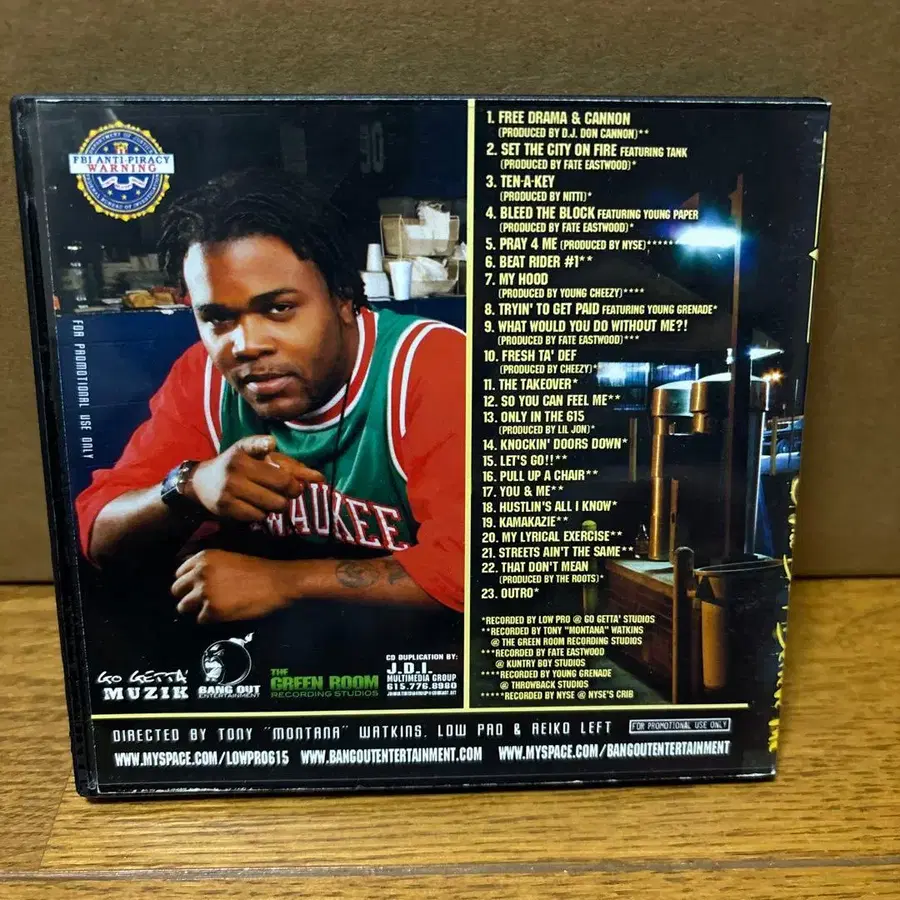 DEPARTMENT OF JUSTICE
FBI ANTI-PIRACY
WARNING
FEDERAL BUREAU OF INVESTIGATION
FOR PROMOTIONAL USE ONLY
WAUKEE
1. FREE DRAMA & CANNON
(PRODUCED BY D.J. DON CANNON)**
2. SET THE CITY ON FIRE FEATURING TANK
(PRODUCED BY FATE EASTWOOD)*
3. TEN-A-KEY
(PRODUCED BY NITTI)*
4. BLEED THE BLOCK FEATURING YOUNG PAPER
(PRODUCED BY FATE EASTWOOD)*
5. PRAY 4 ME (PRODUCED BY NYSE)*****
6. BEAT RIDER #1**
7. MY HOOD
(PRODUCED BY YOUNG CHEEZY)****
8. TRYIN' TO GET PAID FEATURING YOUNG GRENADE*
9. WHAT WOULD YOU DO WITHOUT ME?!
(PRODUCED BY FATE EASTWOOD)***
10. FRESH TA' DEF
(PRODUCED BY CHEEZY)*
11. THE TAKEOVER*
12. SO YOU CAN FEEL ME**
13. ONLY IN THE 615
(PRODUCED BY LIL JON)*
14. KNOCKIN' DOORS DOWN*
15. LET'S GO!!**
16. PULL UP A CHAIR**
17. YOU & ME**
18. HUSTLIN'S ALL I KNOW*
19. KAMAKAZIE**
20. MY LYRICAL EXERCISE**
21. STREETS AIN'T THE SAME**
22. THAT DON'T MEAN
(PRODUCED BY THE ROOTS)*
23. OUTRO*
*RECORDED BY LOW PRO @ GO GETTA' STUDIOS
**RECORDED BY TONY "MONTANA" WATKINS
@ THE GREEN ROOM RECORDING STUDIOS
***RECORDED BY FATE EASTWOOD
@ KUNTRY BOY STUDIOS
****RECORDED BY YOUNG GRENADE
@ THROWBACK STUDIOS
*****RECORDED BY NYSE @ NYSE'S CRIB
GO GETTA'
MUZIK
BANG OUT
ENTERTAINMENT
THE
GREEN ROOM
RECORDING STUDIOS
CD DUPLICATION BY:
J.D.I.
MULTIMEDIA GROUP
615.776.8980
DIRECTED BY TONY "MONTANA" WATKINS, LOW PRO & REIKO LEFT
FOR PROMOTIONAL USE ONLY
WWW.MYSPACE.COM/LOWPRO615 WWW.BANGOUTENTERTAINMENT.COM WWW.MYSPACE.COM/BANGOUTENTERTAINMENT